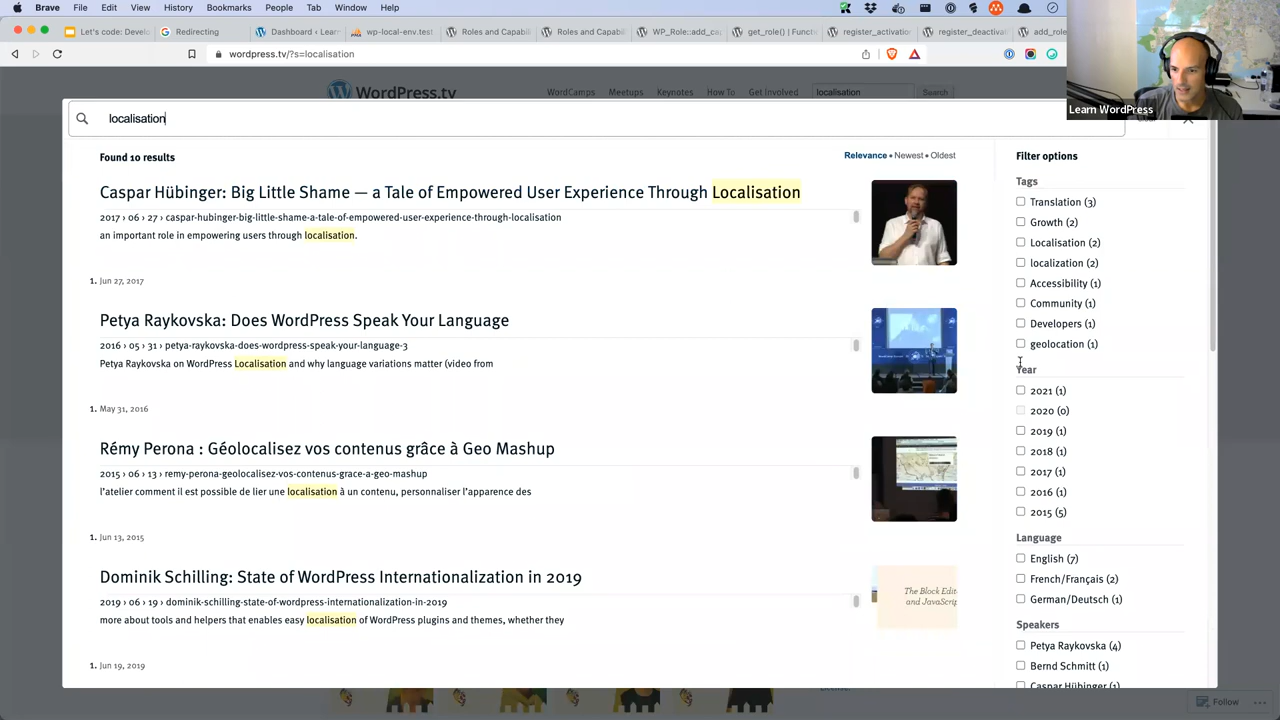 Brave File Edit View History Bookmarks People Tab Window Help
Let's code: Develo
Redirecting
Dashboard ‹ Learn
wp-local-env.test
Roles and Capabil
Roles and Capabil
WP_Role::add_ca
get_role() | Funct
register_activation
register_deactivat
add_role
wordpress.tv/?s=localisation
WordPress.tv
WordCamps Meetups Keynotes How To Get Involved
localisation
Search
Learn WordPress
localisation
Found 10 results
Relevance • Newest • Oldest
Caspar Hübinger: Big Little Shame — a Tale of Empowered User Experience Through Localisation
2017 › 06 › 27 › caspar-hubinger-big-little-shame-a-tale-of-empowered-user-experience-through-localisation
an important role in empowering users through localisation.
1. Jun 27, 2017
Petya Raykovska: Does WordPress Speak Your Language
2016 › 05 › 31 › petya-raykovska-does-wordpress-speak-your-language-3
Petya Raykovska on WordPress Localisation and why language variations matter (video from
1. May 31, 2016
Rémy Perona : Géolocalisez vos contenus grâce à Geo Mashup
2015 › 06 › 13 › remy-perona-geolocalisez-vos-contenus-grace-a-geo-mashup
l'atelier comment il est possible de lier une localisation à un contenu, personnaliser l'apparence des
1. Jun 13, 2015
Dominik Schilling: State of WordPress Internationalization in 2019
2019 › 06 › 19 › dominik-schilling-state-of-wordpress-internationalization-in-2019
more about tools and helpers that enables easy localisation of WordPress plugins and themes, whether they
1. Jun 19, 2019
The Block Edit
and JavaScrip
Filter options
Tags
Translation (3)
Growth (2)
Localisation (2)
localization (2)
Accessibility (1)
Community (1)
Developers (1)
geolocation (1)
Year
2021 (1)
2020 (0)
2019 (1)
2018 (1)
2017 (1)
2016 (1)
2015 (5)
Language
English (7)
French/Français (2)
German/Deutsch (1)
Speakers
Petya Raykovska (4)
Bernd Schmitt (1)
Caspar Hübinger (1)
Follow